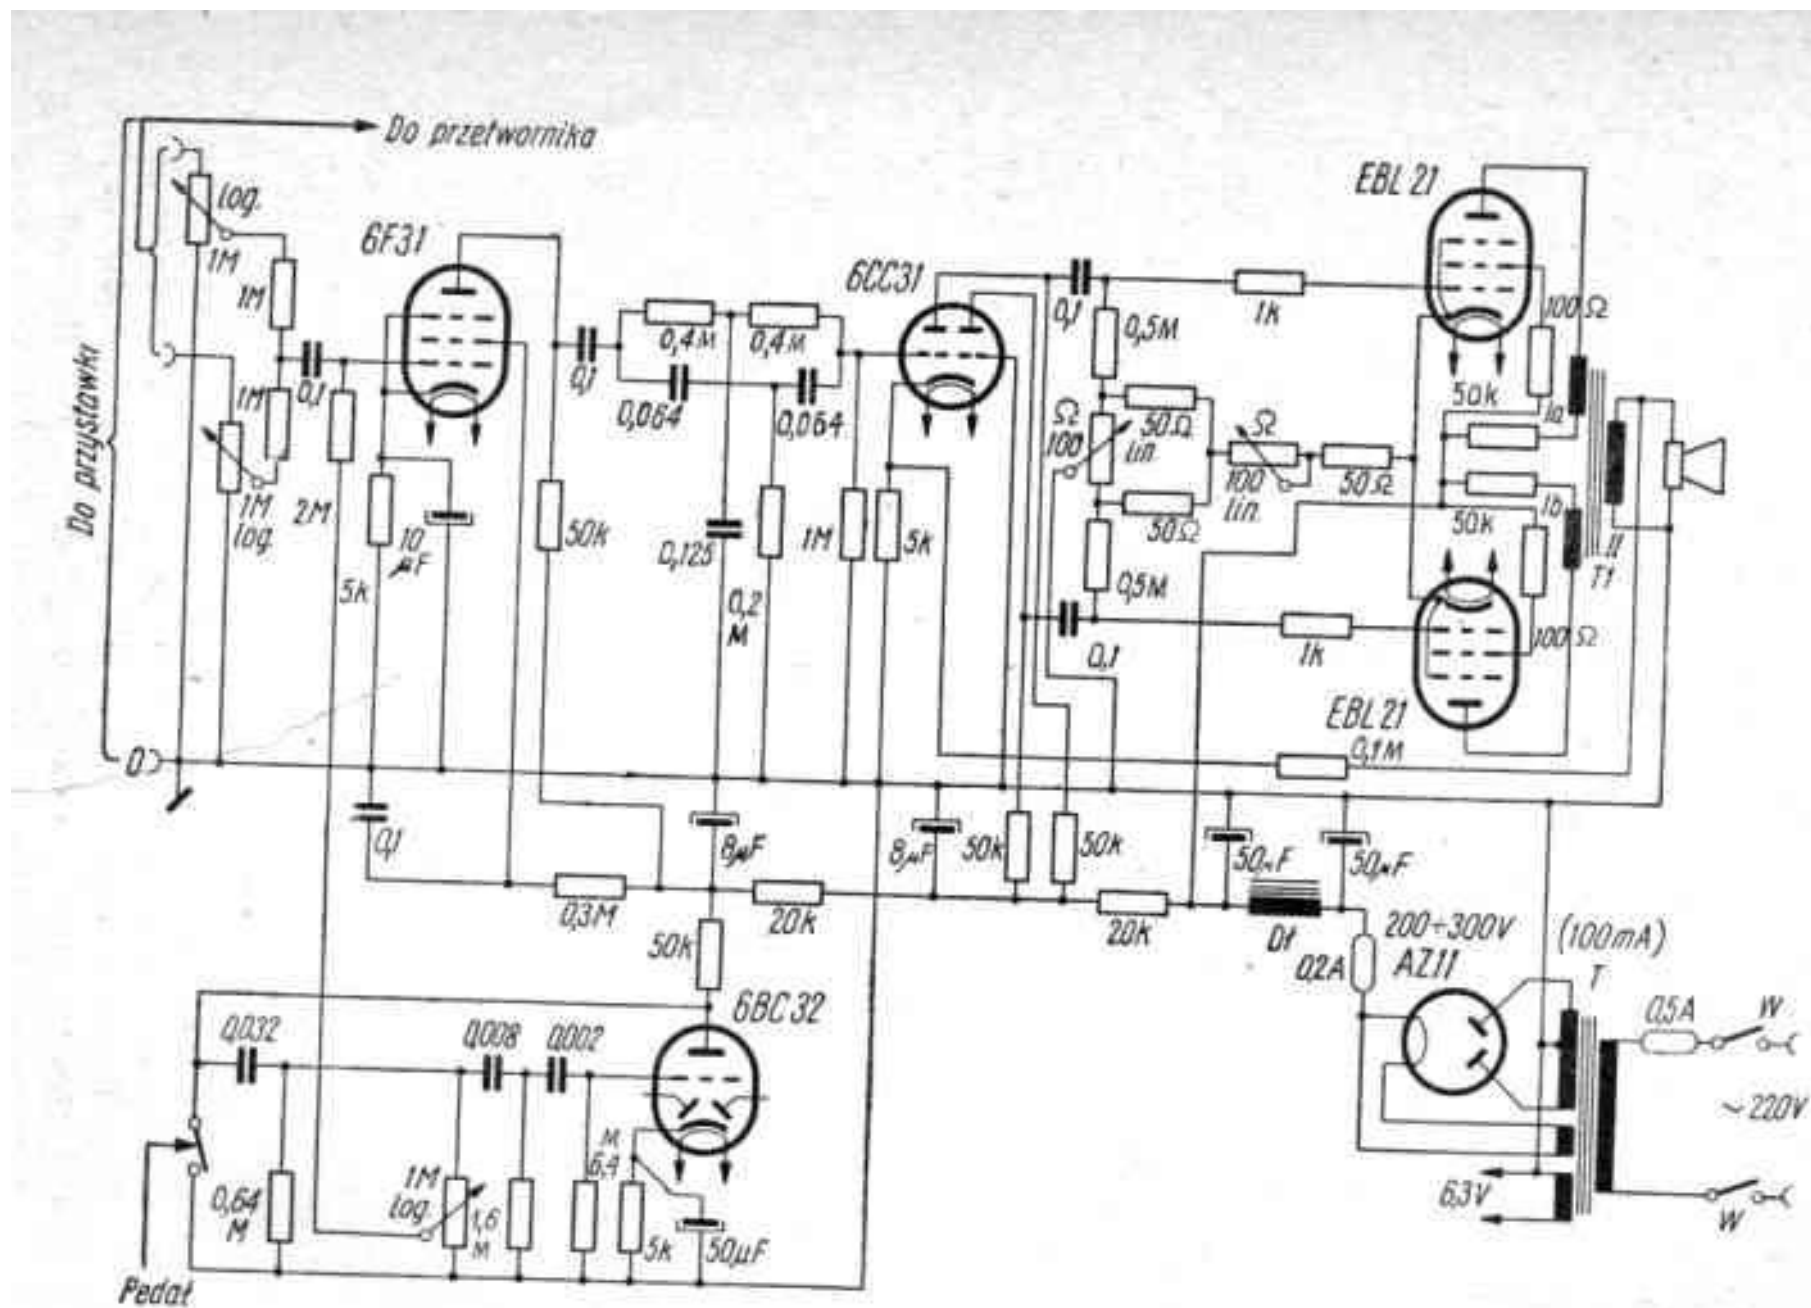 Do przetwornika
Do przystawki
log.
1M
1M
6F31
0,1
1M
1M
log.
2M
10
µF
5k
0,1
50k
0,4M
0,4M
0,064
0,064
0,125
0,2
M
1M
5k
6CC31
0,1
0,5M
Ω
100
lin.
50Ω
50Ω
Ω
100
lin.
50Ω
0,5M
0,1
1k
1k
EBL 21
100Ω
50k
Ia
Ib
50k
II
T1
100Ω
EBL 21
0,1M
0
0,1
8µF
8µF
50k
50k
50µF
50µF
0,3M
20k
20k
Dł
0,2A
200÷300V
AZ11
(100mA)
T
0,5A
W
~220V
W
6,3V
50k
6BC32
0,032
0,008
0,002
0,64
M
1M
log.
1,6
M
M
6,4
5k
50µF
Pedał